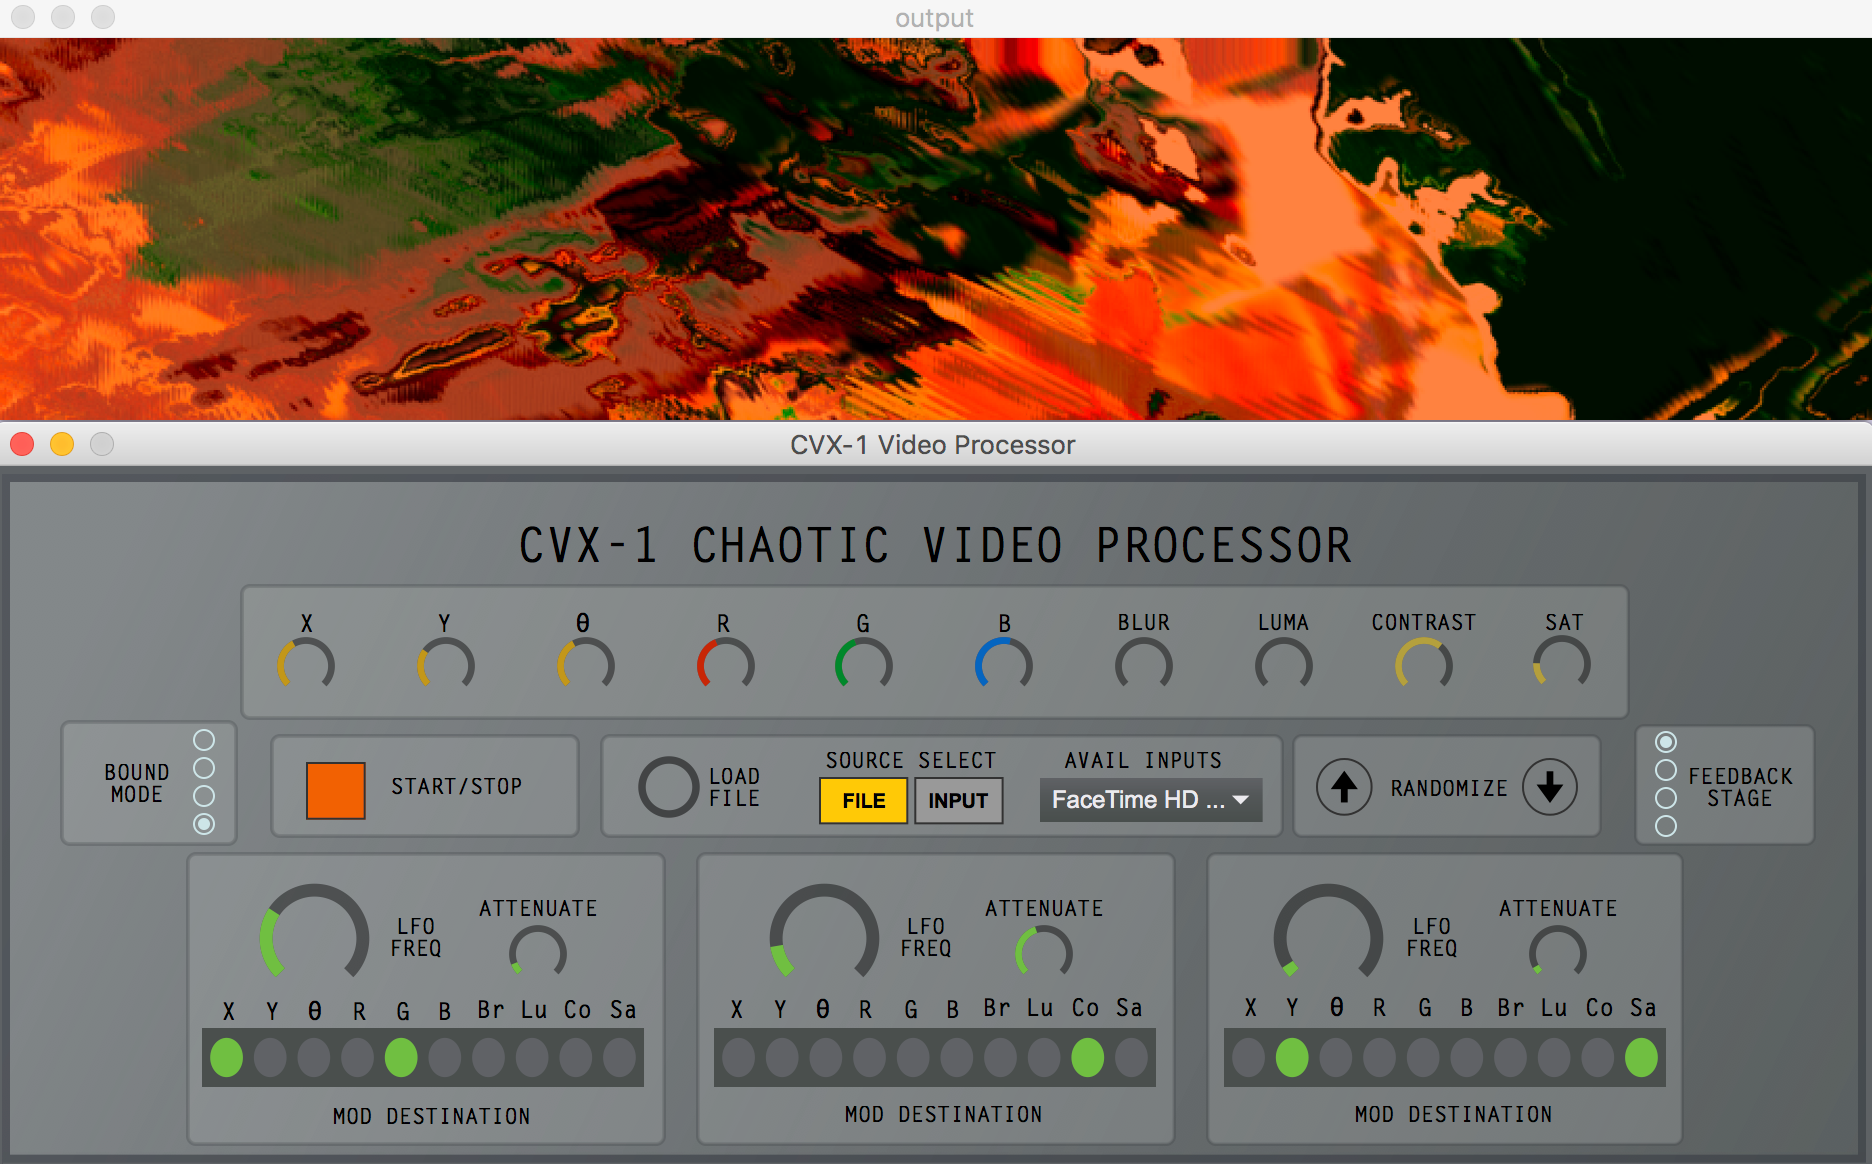 output
CVX-1 Video Processor
CVX-1 CHAOTIC VIDEO PROCESSOR
X Y θ R G B BLUR LUMA CONTRAST SAT
BOUND
MODE
START/STOP
LOAD
FILE
SOURCE SELECT
FILE INPUT
AVAIL INPUTS
FaceTime HD ...
RANDOMIZE
FEEDBACK
STAGE
LFO
FREQ
ATTENUATE
X Y θ R G B Br Lu Co Sa
MOD DESTINATION
LFO
FREQ
ATTENUATE
X Y θ R G B Br Lu Co Sa
MOD DESTINATION
LFO
FREQ
ATTENUATE
X Y θ R G B Br Lu Co Sa
MOD DESTINATION